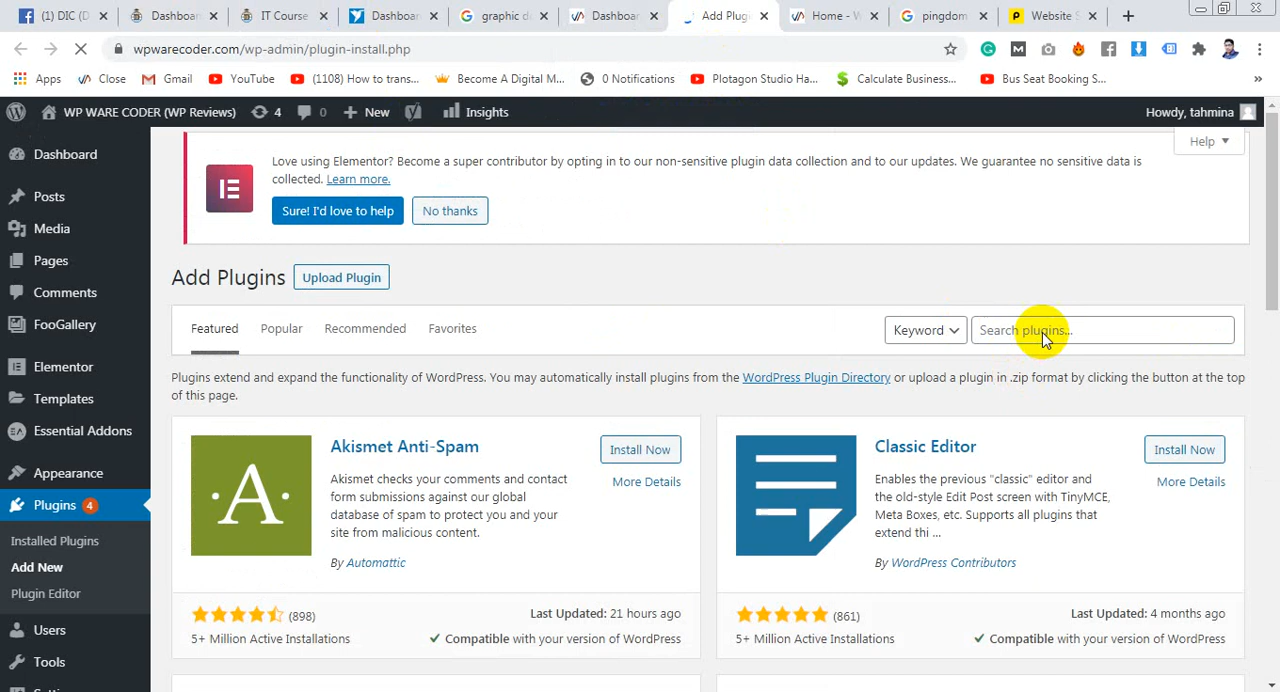 (1) DIC (D
Dashboar
IT Course
Dashboar
graphic d
Dashboar
Add Plugi
Home - W
pingdom
Website S
wpwarecoder.com/wp-admin/plugin-install.php
Apps
Close
Gmail
YouTube
(1108) How to trans...
Become A Digital M...
0 Notifications
Plotagon Studio Ha...
Calculate Business...
Bus Seat Booking S...
»
WP WARE CODER (WP Reviews)
4
0
New
Insights
Howdy, tahmina
Dashboard
Posts
Media
Pages
Comments
FooGallery
Elementor
Templates
Essential Addons
Appearance
Plugins 4
Installed Plugins
Add New
Plugin Editor
Users
Tools
Help
Love using Elementor? Become a super contributor by opting in to our non-sensitive plugin data collection and to our updates. We guarantee no sensitive data is
collected. Learn more.
Sure! I'd love to help
No thanks
Add Plugins
Upload Plugin
Featured
Popular
Recommended
Favorites
Keyword
Search plugins...
Plugins extend and expand the functionality of WordPress. You may automatically install plugins from the WordPress Plugin Directory or upload a plugin in .zip format by clicking the button at the top
of this page.
A
Akismet Anti-Spam
Install Now
More Details
Akismet checks your comments and contact
form submissions against our global
database of spam to protect you and your
site from malicious content.
By Automattic
(898)
Last Updated: 21 hours ago
5+ Million Active Installations
Compatible with your version of WordPress
Classic Editor
Install Now
More Details
Enables the previous "classic" editor and
the old-style Edit Post screen with TinyMCE,
Meta Boxes, etc. Supports all plugins that
extend thi ...
By WordPress Contributors
(861)
Last Updated: 4 months ago
5+ Million Active Installations
Compatible with your version of WordPress